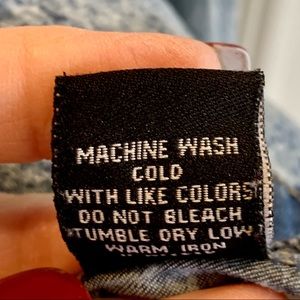 MACHINE WASH
COLD
WITH LIKE COLORS
DO NOT BLEACH
TUMBLE DRY LOW
WARM IRON